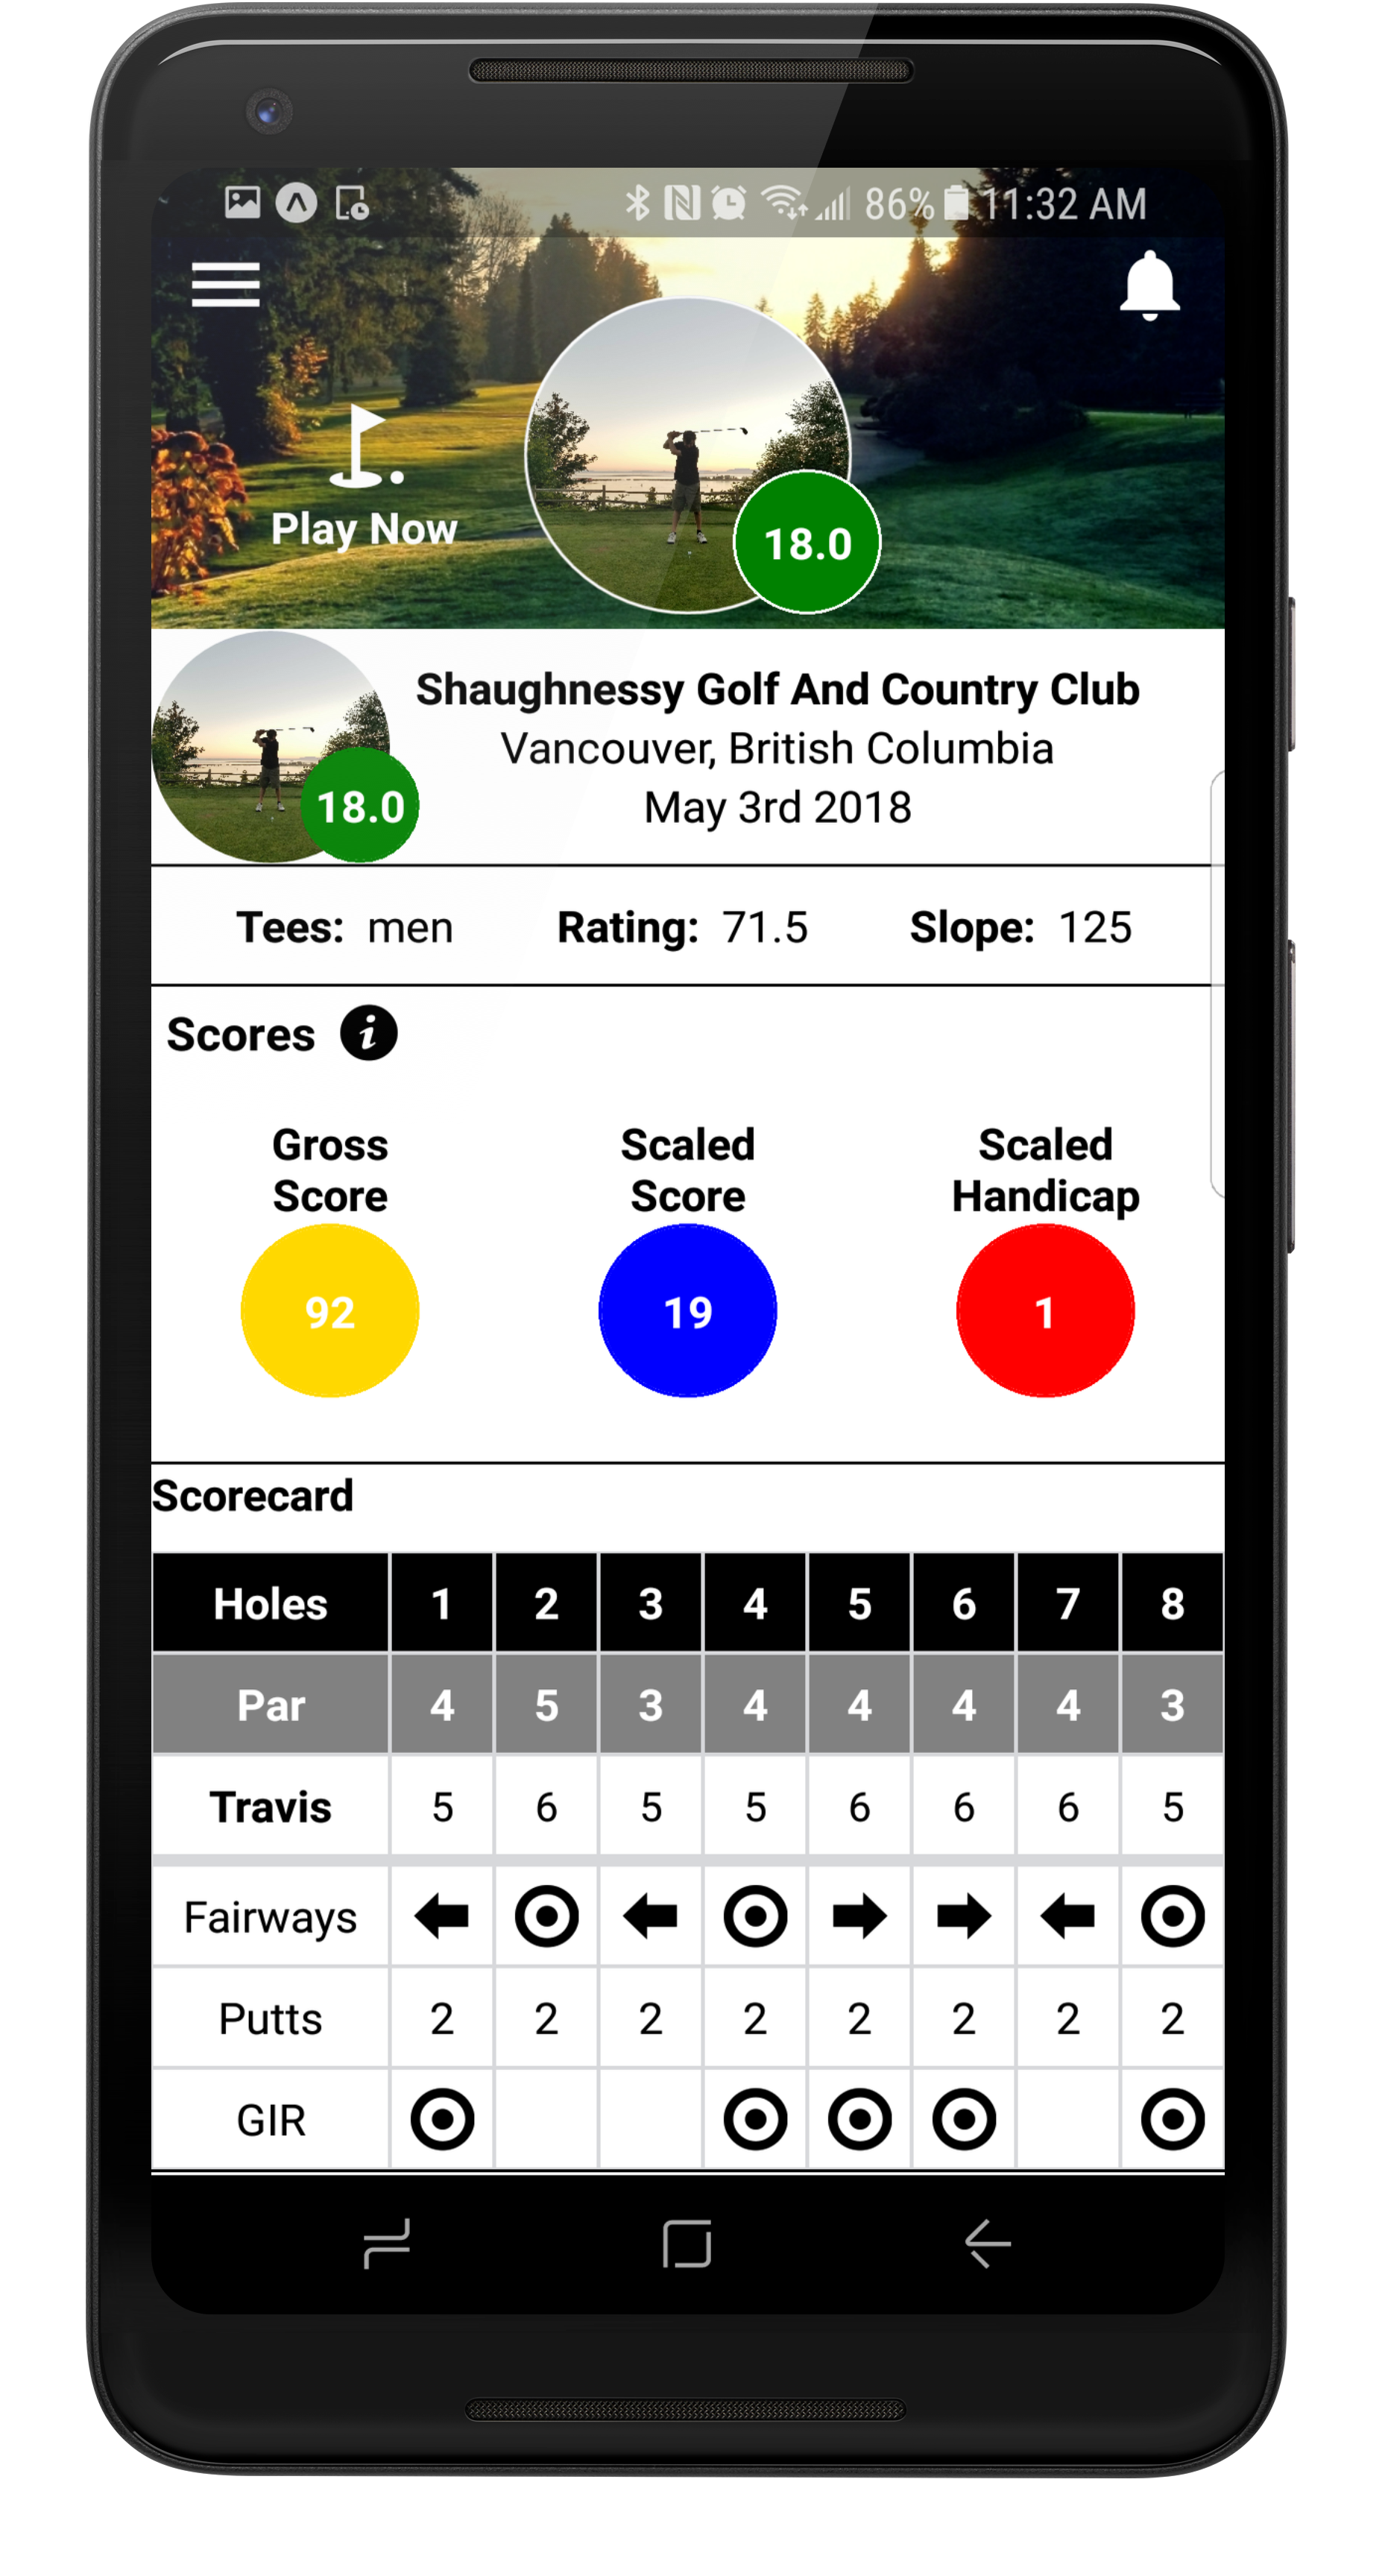 86% 11:32 AM
Play Now
18.0
Shaughnessy Golf And Country Club
Vancouver, British Columbia
May 3rd 2018
18.0
Tees: men Rating: 71.5 Slope: 125
Scores i
Gross Score
Scaled Score
Scaled Handicap
92 19 1
Scorecard
Holes 1 2 3 4 5 6 7 8
Par 4 5 3 4 4 4 4 3
Travis 5 6 5 5 6 6 6 5
Fairways
Putts 2 2 2 2 2 2 2 2
GIR